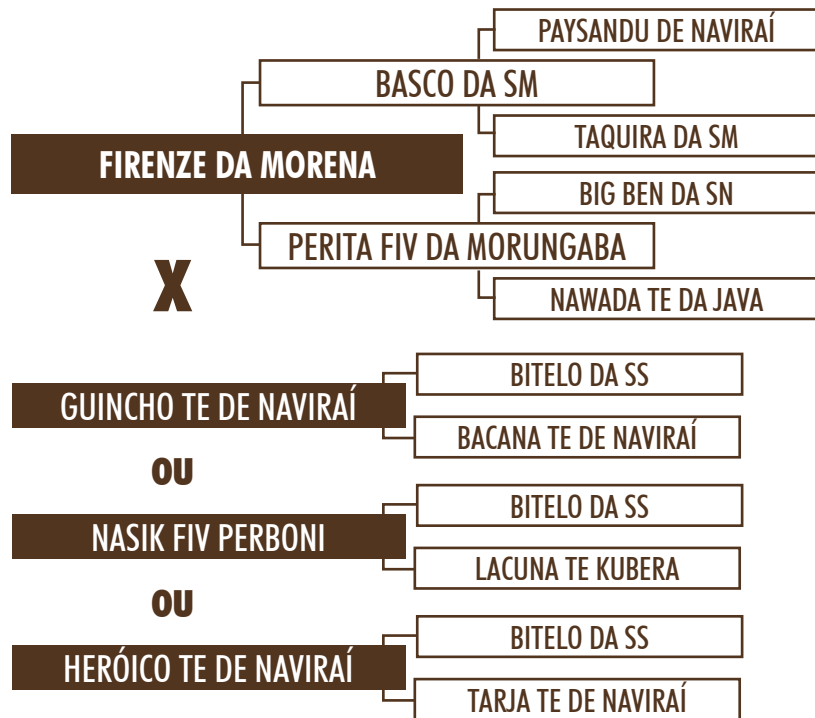 PAYSANDU DE NAVIRAÍ
BASCO DA SM
TAQUIRA DA SM
FIRENZE DA MORENA
BIG BEN DA SN
PERITA FIV DA MORUNGABA
NAWADA TE DA JAVA
X
BITELO DA SS
GUINCHO TE DE NAVIRAÍ
BACANA TE DE NAVIRAÍ
OU
BITELO DA SS
NASIK FIV PERBONI
LACUNA TE KUBERA
OU
BITELO DA SS
HERÓICO TE DE NAVIRAÍ
TARJA TE DE NAVIRAÍ